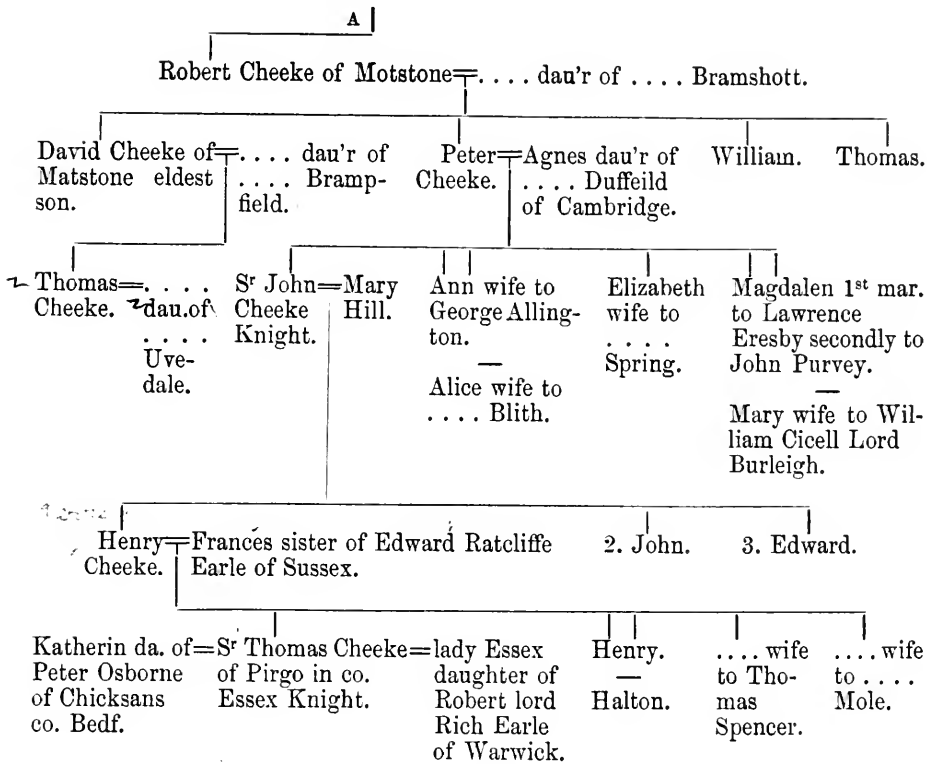 A
Robert Cheeke of Motstone=.... dau'r of .... Bramshott.
David Cheeke of
Matstone eldest
son.
=.... dau'r of
.... Bramp-
field.
Peter
Cheeke.
=Agnes dau'r of
.... Duffeild
of Cambridge.
William.
Thomas.
Thomas
Cheeke.
=....
dau. of
....
Uve-
dale.
Sr John
Cheeke
Knight.
=Mary
Hill.
Ann wife to
George Alling-
ton.
—
Alice wife to
.... Blith.
Elizabeth
wife to
....
Spring.
Magdalen 1st mar.
to Lawrence
Eresby secondly to
John Purvey.
—
Mary wife to Wil-
liam Cicell Lord
Burleigh.
Henry
Cheeke.
=Frances sister of Edward Ratcliffe
Earle of Sussex.
2. John.
3. Edward.
Katherin da. of
Peter Osborne
of Chicksans
co. Bedf.
=Sr Thomas Cheeke
of Pirgo in co.
Essex Knight.
=lady Essex
daughter of
Robert lord
Rich Earle
of Warwick.
Henry.
—
Halton.
.... wife
to Tho-
mas
Spencer.
.... wife
to ....
Mole.